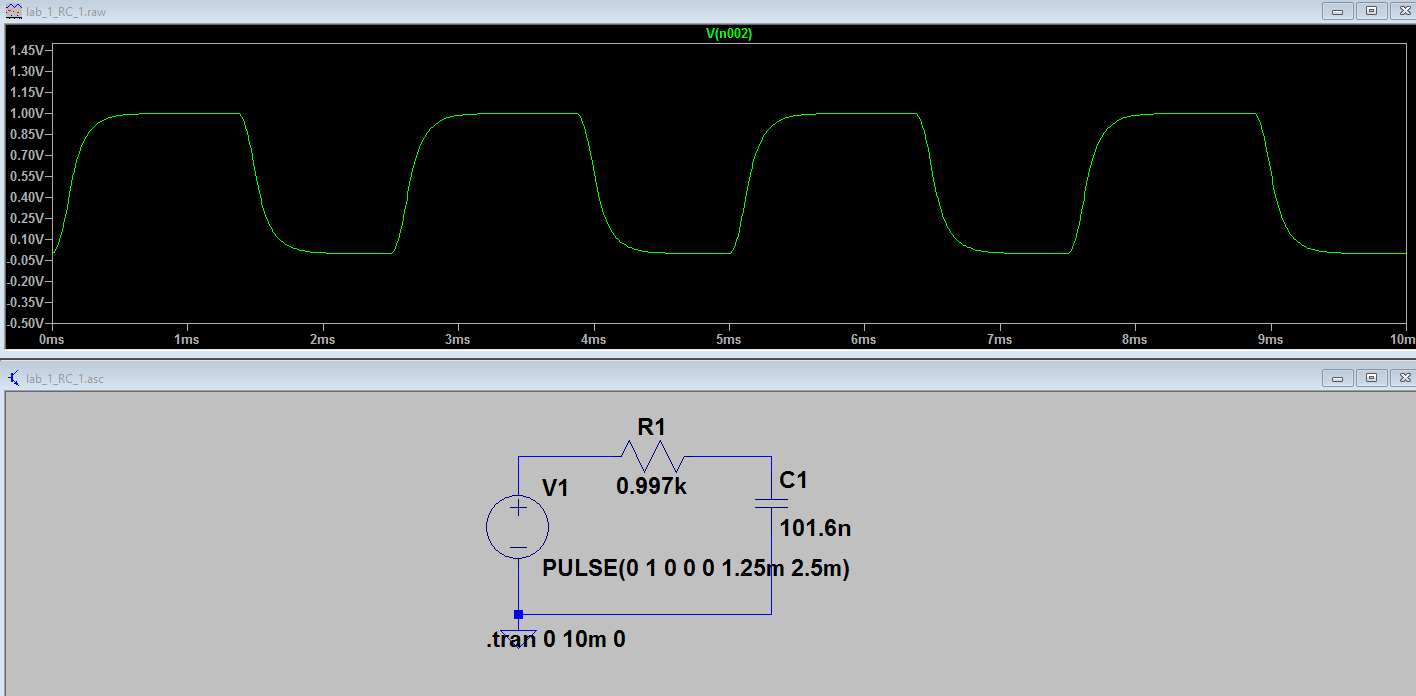 lab_1_RC_1.raw
V(n002)
1.45V
1.30V
1.15V
1.00V
0.85V
0.70V
0.55V
0.40V
0.25V
0.10V
-0.05V
-0.20V
-0.35V
-0.50V
0ms 1ms 2ms 3ms 4ms 5ms 6ms 7ms 8ms 9ms 10m
lab_1_RC_1.asc
R1
0.997k
V1
C1
101.6n
PULSE(0 1 0 0 0 1.25m 2.5m)
.tran 0 10m 0